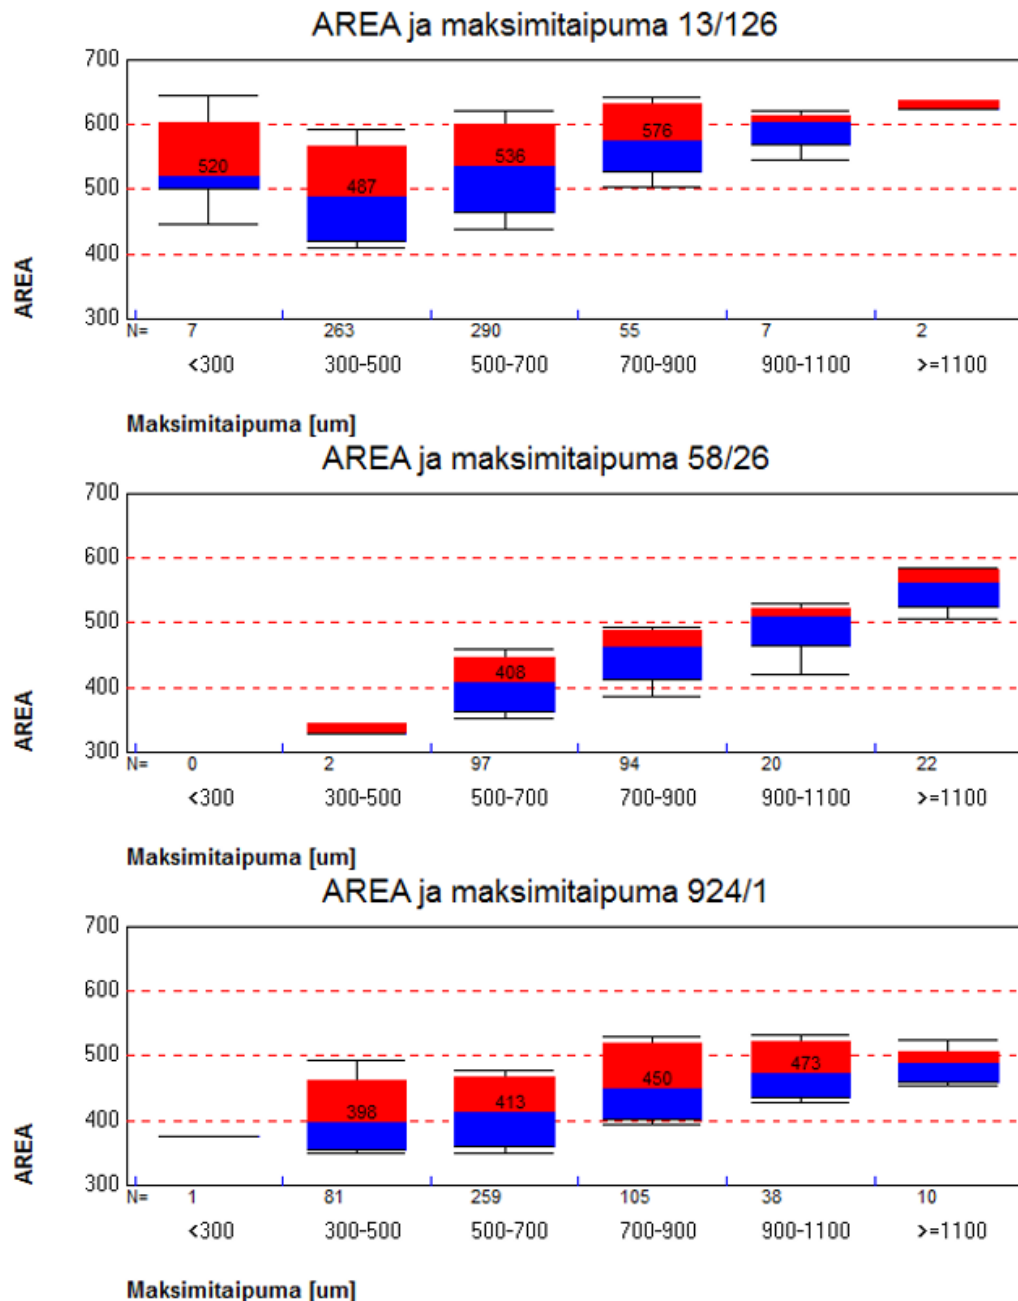 AREA ja maksimitaipuma 13/126
700
600
500
400
300
AREA
520
487
536
576
N= 7 263 290 55 7 2
<300 300-500 500-700 700-900 900-1100 >=1100
Maksimitaipuma [um]
AREA ja maksimitaipuma 58/26
700
600
500
400
300
AREA
408
N= 0 2 97 94 20 22
<300 300-500 500-700 700-900 900-1100 >=1100
Maksimitaipuma [um]
AREA ja maksimitaipuma 924/1
700
600
500
400
300
AREA
398
413
450
473
N= 1 81 259 105 38 10
<300 300-500 500-700 700-900 900-1100 >=1100
Maksimitaipuma [um]